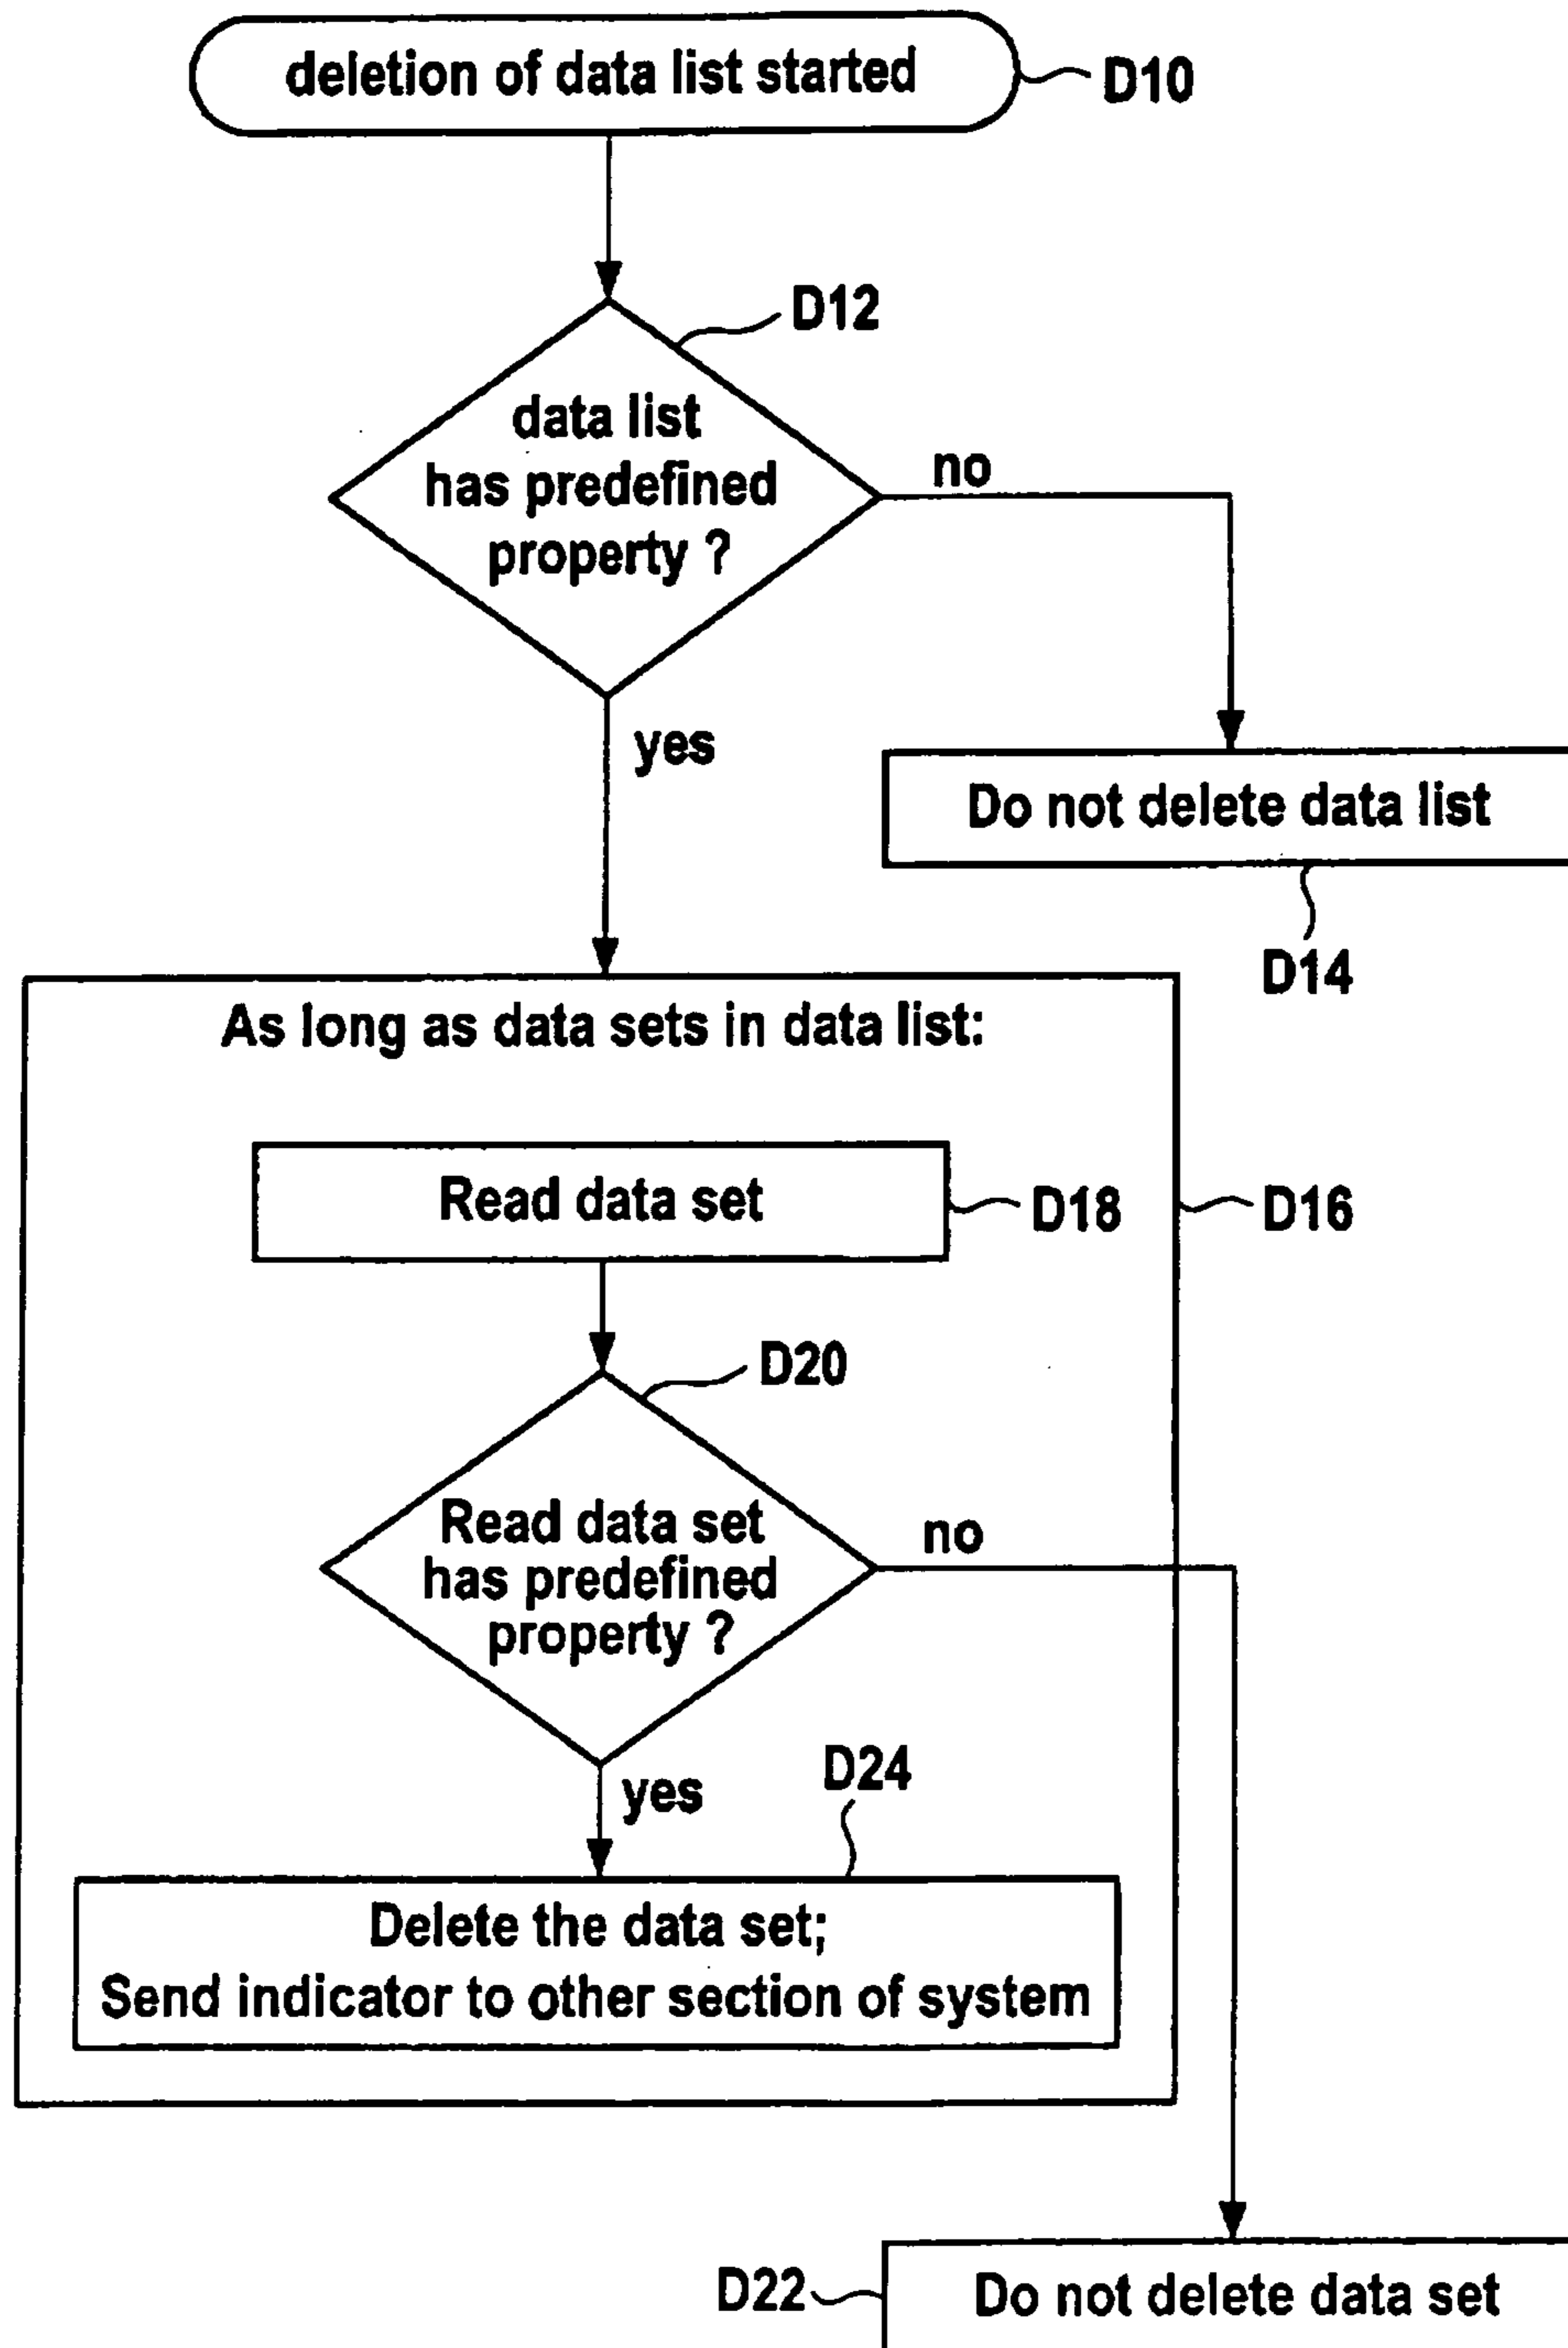 deletion of data list started
D10
D12
data list
has predefined
property ?
no
yes
Do not delete data list
D14
As long as data sets in data list:
Read data set
D18
D16
D20
Read data set
has predefined
property ?
no
yes
D24
Delete the data set;
Send indicator to other section of system
D22
Do not delete data set